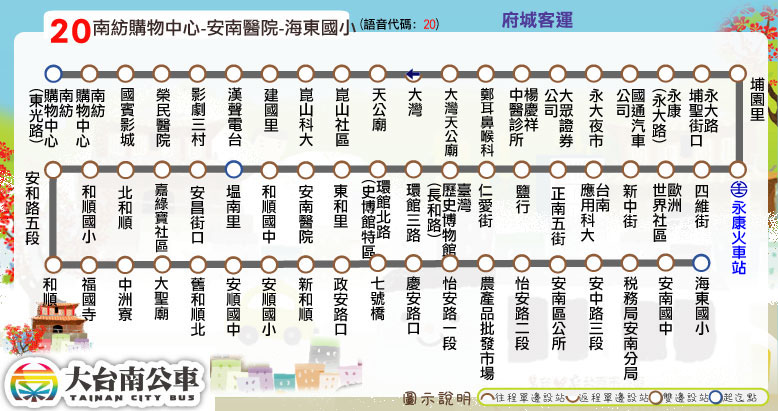 20 南紡購物中心-安南醫院-海東國小 (語音代碼：20)
府城客運
南紡購物中心(東光路)
南紡購物中心
國賓影城
榮民醫院
影劇三村
漢聲電台
建國里
崑山科大
崑山社區
天公廟
大灣
大灣天公廟
鄭耳鼻喉科
楊慶祥中醫診所
大眾證券公司
永大夜市
國通汽車公司
永康(永大路)
永大路埔聖街口
埔園里
永康火車站
四維街
歐洲世界社區
新中街
台南應用科大
正南五街
鹽行
仁愛街
臺灣歷史博物館(長和路)
環館三路
環館北路(史博館特區)
東和里
安南醫院
和順國中
塭南里
安昌街口
嘉綠寶社區
北和順
和順國小
安和路五段
和順
福國寺
中洲寮
大聖廟
舊和順北
安順國中
安順國小
新和順
政安路口
七號橋
慶安路口
怡安路一段
農產品批發市場
怡安路二段
安南區公所
安中路三段
稅務局安南分局
安南國中
海東國小
大台南公車
TAINAN CITY BUS
圖示說明 往程單邊設站 返程單邊設站 雙邊設站 起迄點